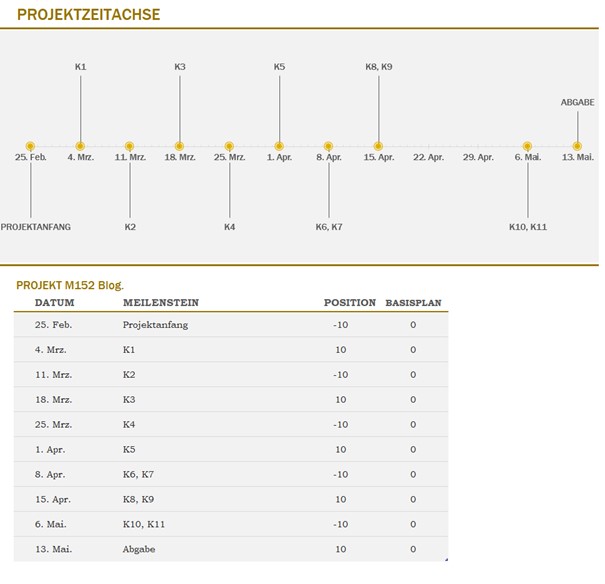 PROJEKTZEITACHSE
K1 K3 K5 K8, K9
ABGABE
25. Feb. 4. Mrz. 11. Mrz. 18. Mrz. 25. Mrz. 1. Apr. 8. Apr. 15. Apr. 22. Apr. 29. Apr. 6. Mai. 13. Mai.
PROJEKTANFANG K2 K4 K6, K7 K10, K11
PROJEKT M152 Blog.
DATUM MEILENSTEIN POSITION BASISPLAN
25. Feb. Projektanfang -10 0
4. Mrz. K1 10 0
11. Mrz. K2 -10 0
18. Mrz. K3 10 0
25. Mrz. K4 -10 0
1. Apr. K5 10 0
8. Apr. K6, K7 -10 0
15. Apr. K8, K9 10 0
6. Mai. K10, K11 -10 0
13. Mai. Abgabe 10 0